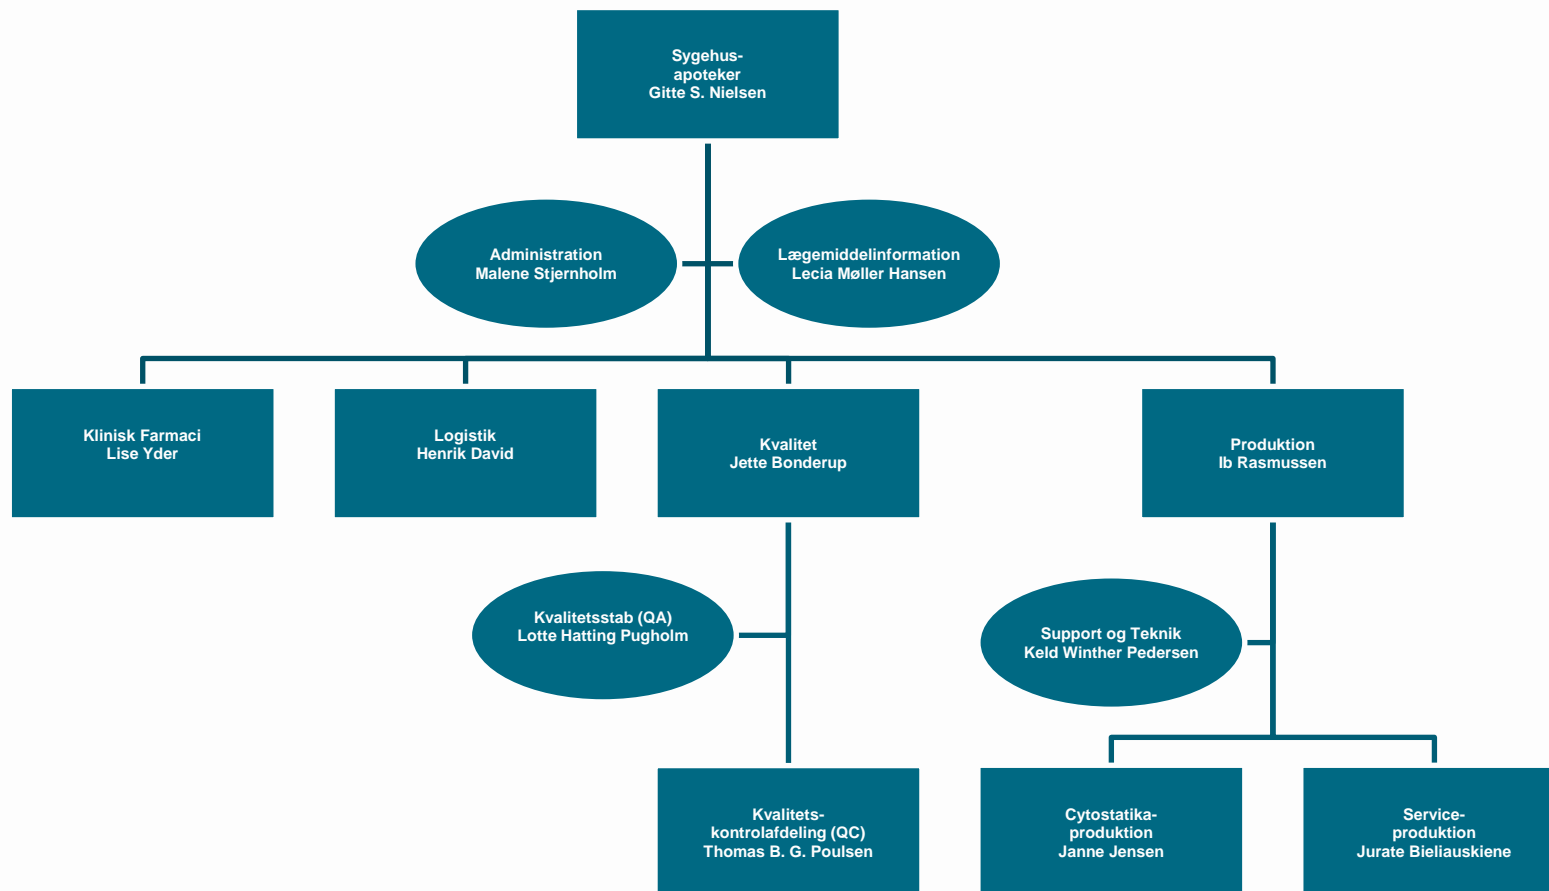 Sygehus-
apoteker
Gitte S. Nielsen
Administration
Malene Stjernholm
Lægemiddelinformation
Lecia Møller Hansen
Klinisk Farmaci
Lise Yder
Logistik
Henrik David
Kvalitet
Jette Bonderup
Produktion
Ib Rasmussen
Kvalitetsstab (QA)
Lotte Hatting Pugholm
Support og Teknik
Keld Winther Pedersen
Kvalitets-
kontrolafdeling (QC)
Thomas B. G. Poulsen
Cytostatika-
produktion
Janne Jensen
Service-
produktion
Jurate Bieliauskiene